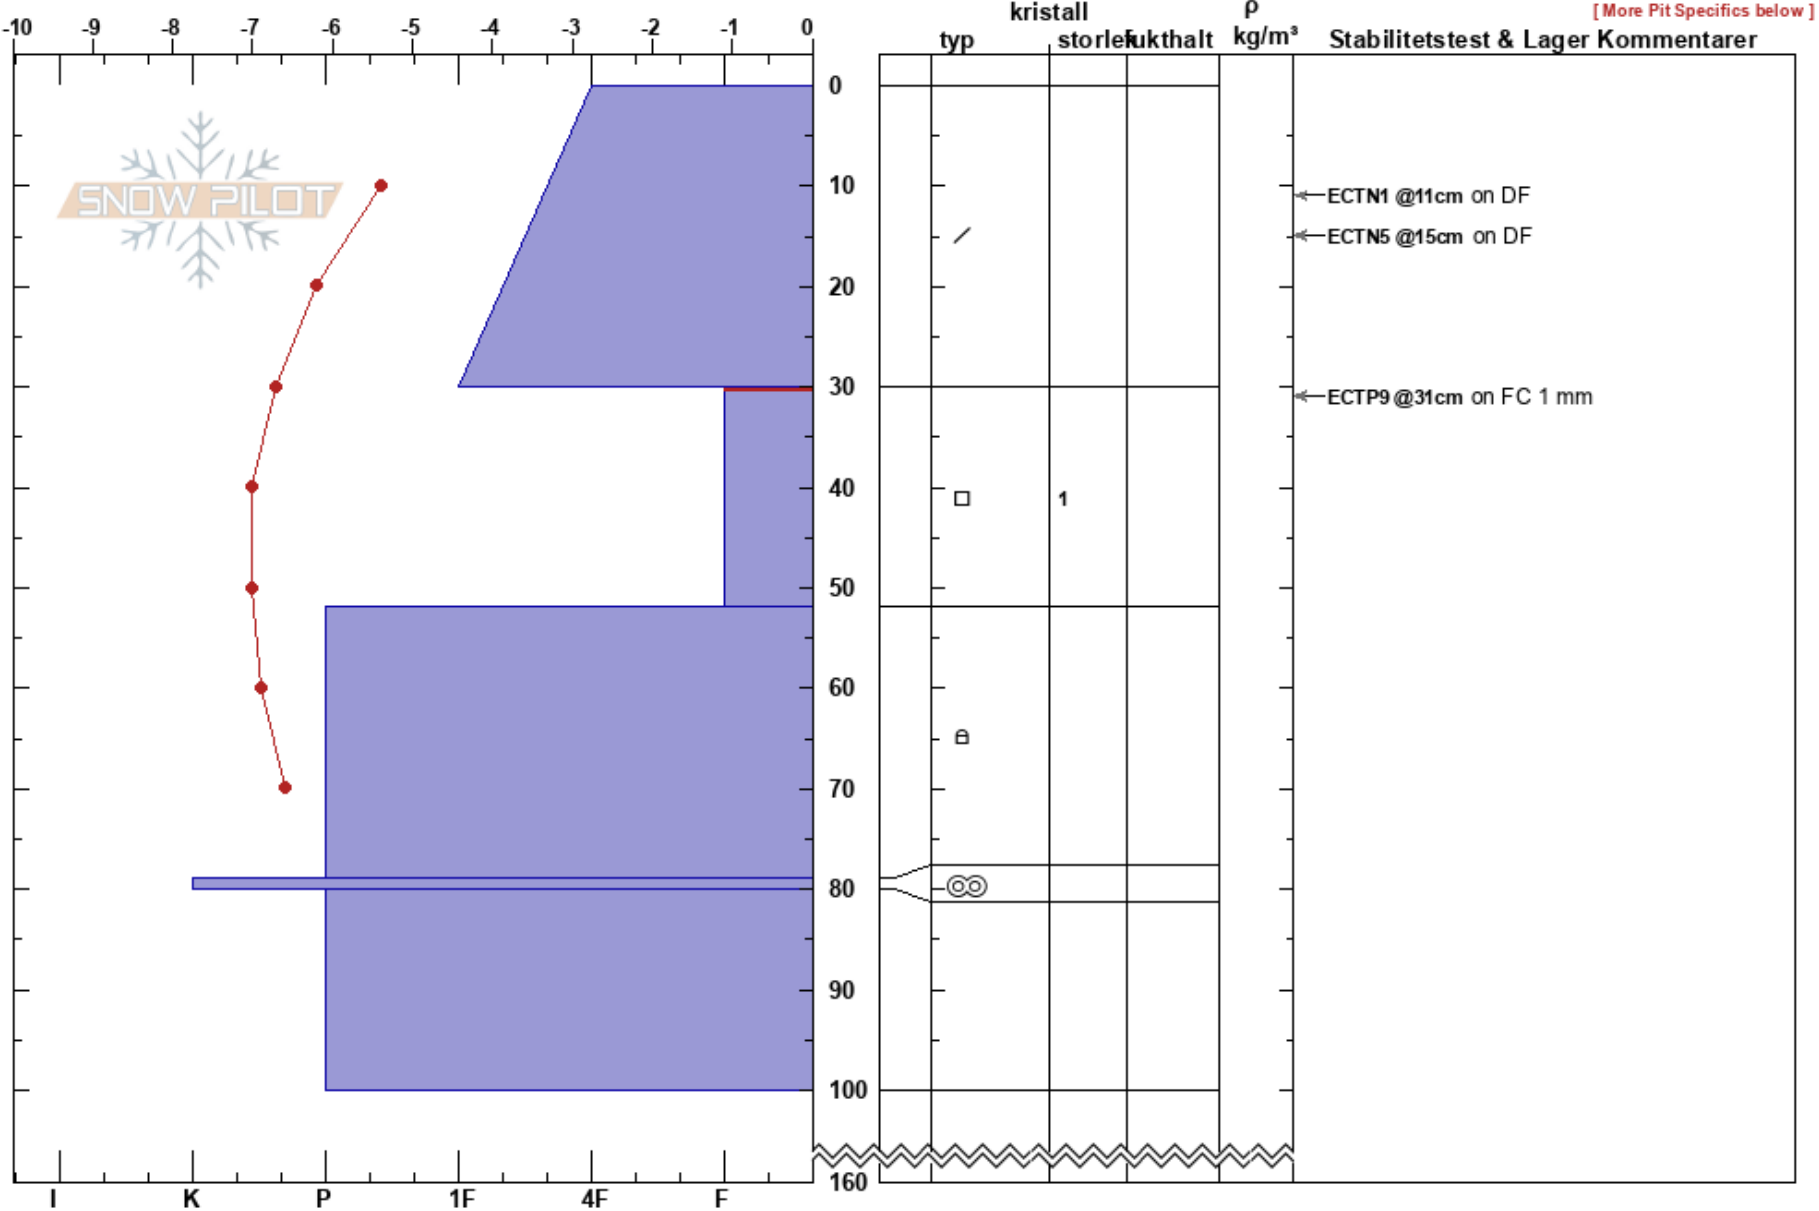 kristall ρ [ More Pit Specifics below ]
-10 -9 -8 -7 -6 -5 -4 -3 -2 -1 0 typ storlek fukthalt kg/m³ Stabilitetstest & Lager Kommentarer
0
SNOW PILOT
10
ECTN1 @11cm on DF
ECTN5 @15cm on DF
20
30
ECTP9 @31cm on FC 1 mm
40
1
50
60
70
80
90
100
160
I K P 1F 4F F